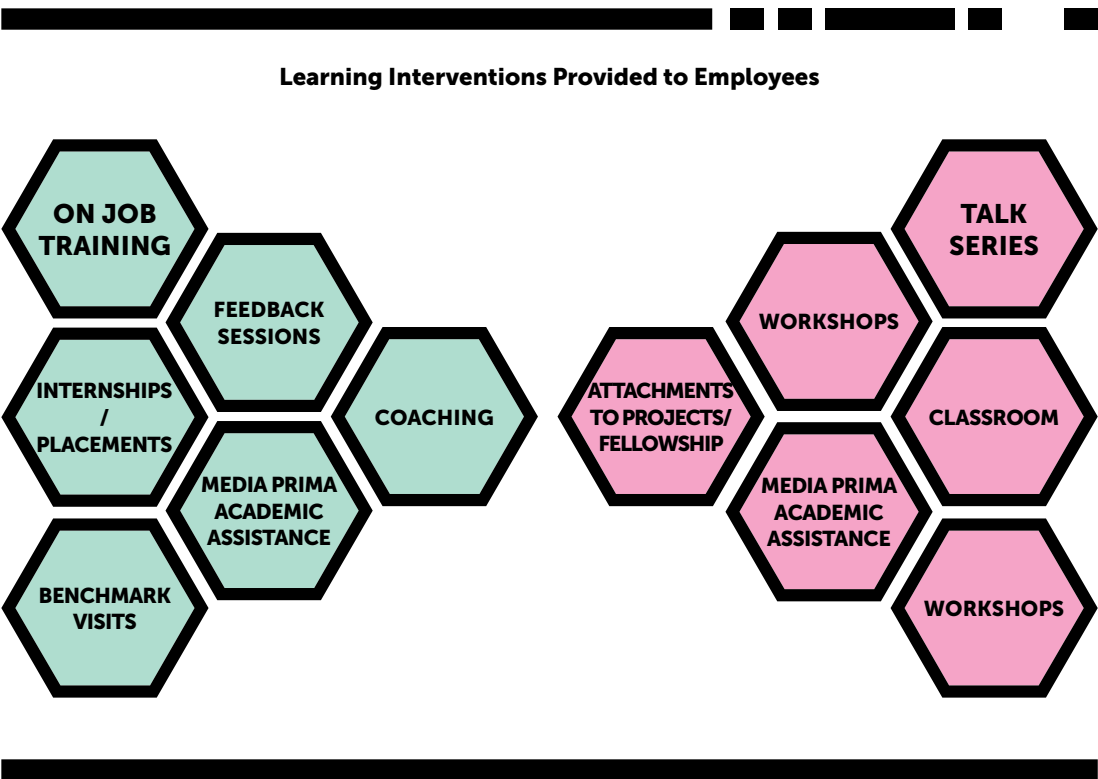 Learning Interventions Provided to Employees
ON JOB
TRAINING
FEEDBACK
SESSIONS
INTERNSHIPS
/
PLACEMENTS
COACHING
MEDIA PRIMA
ACADEMIC
ASSISTANCE
BENCHMARK
VISITS
TALK
SERIES
WORKSHOPS
ATTACHMENTS
TO PROJECTS/
FELLOWSHIP
CLASSROOM
MEDIA PRIMA
ACADEMIC
ASSISTANCE
WORKSHOPS